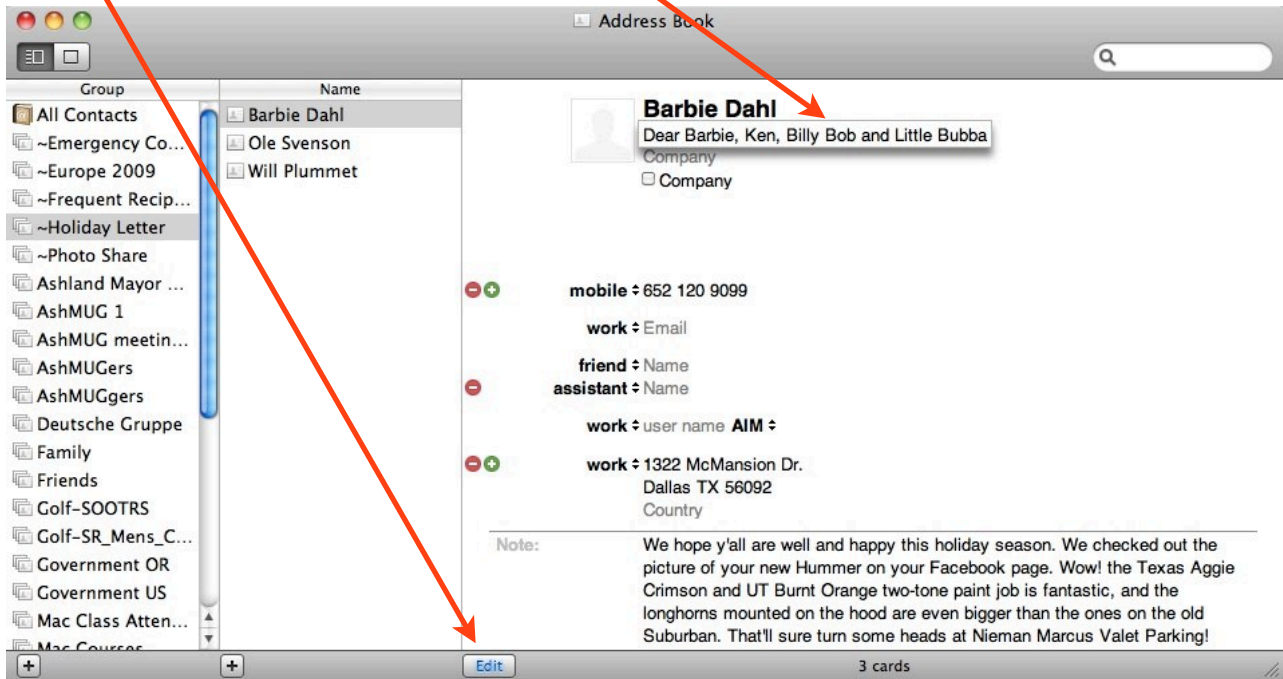 Address Book
Group
Name
All Contacts
~Emergency Co...
~Europe 2009
~Frequent Recip...
~Holiday Letter
~Photo Share
Ashland Mayor ...
AshMUG 1
AshMUG meetin...
AshMUGers
AshMUGgers
Deutsche Gruppe
Family
Friends
Golf-SOOTRS
Golf-SR_Mens_C...
Government OR
Government US
Mac Class Atten...
Mac Courses
Barbie Dahl
Ole Svenson
Will Plummet
Barbie Dahl
Dear Barbie, Ken, Billy Bob and Little Bubba
Company
Company
mobile 652 120 9099
work Email
friend Name
assistant Name
work user name AIM
work 1322 McMansion Dr.
Dallas TX 56092
Country
Note: We hope y'all are well and happy this holiday season. We checked out the
picture of your new Hummer on your Facebook page. Wow! the Texas Aggie
Crimson and UT Burnt Orange two-tone paint job is fantastic, and the
longhorns mounted on the hood are even bigger than the ones on the old
Suburban. That'll sure turn some heads at Nieman Marcus Valet Parking!
Edit
3 cards